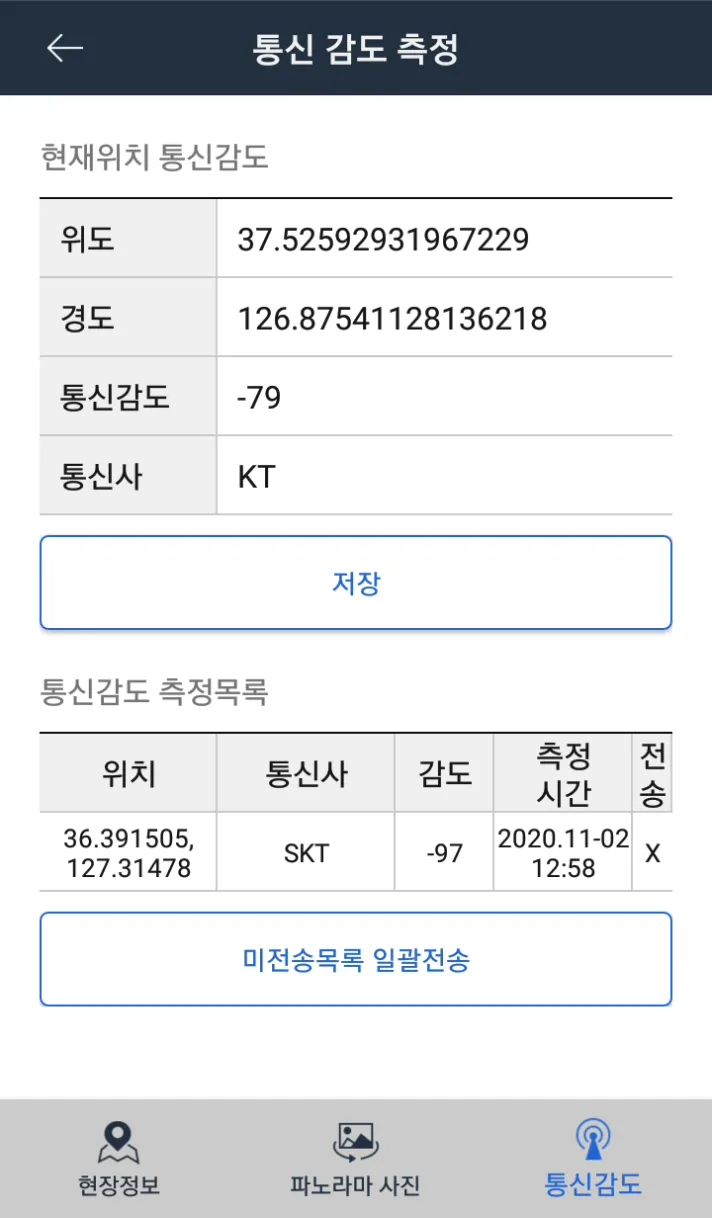 통신 감도 측정
현재위치 통신감도
위도 37.52592931967229
경도 126.87541128136218
통신감도 -79
통신사 KT
저장
통신감도 측정목록
위치 통신사 감도 측정 시간 전송
36.391505, 127.31478 SKT -97 2020.11-02 12:58 X
미전송목록 일괄전송
현장정보 파노라마 사진 통신감도